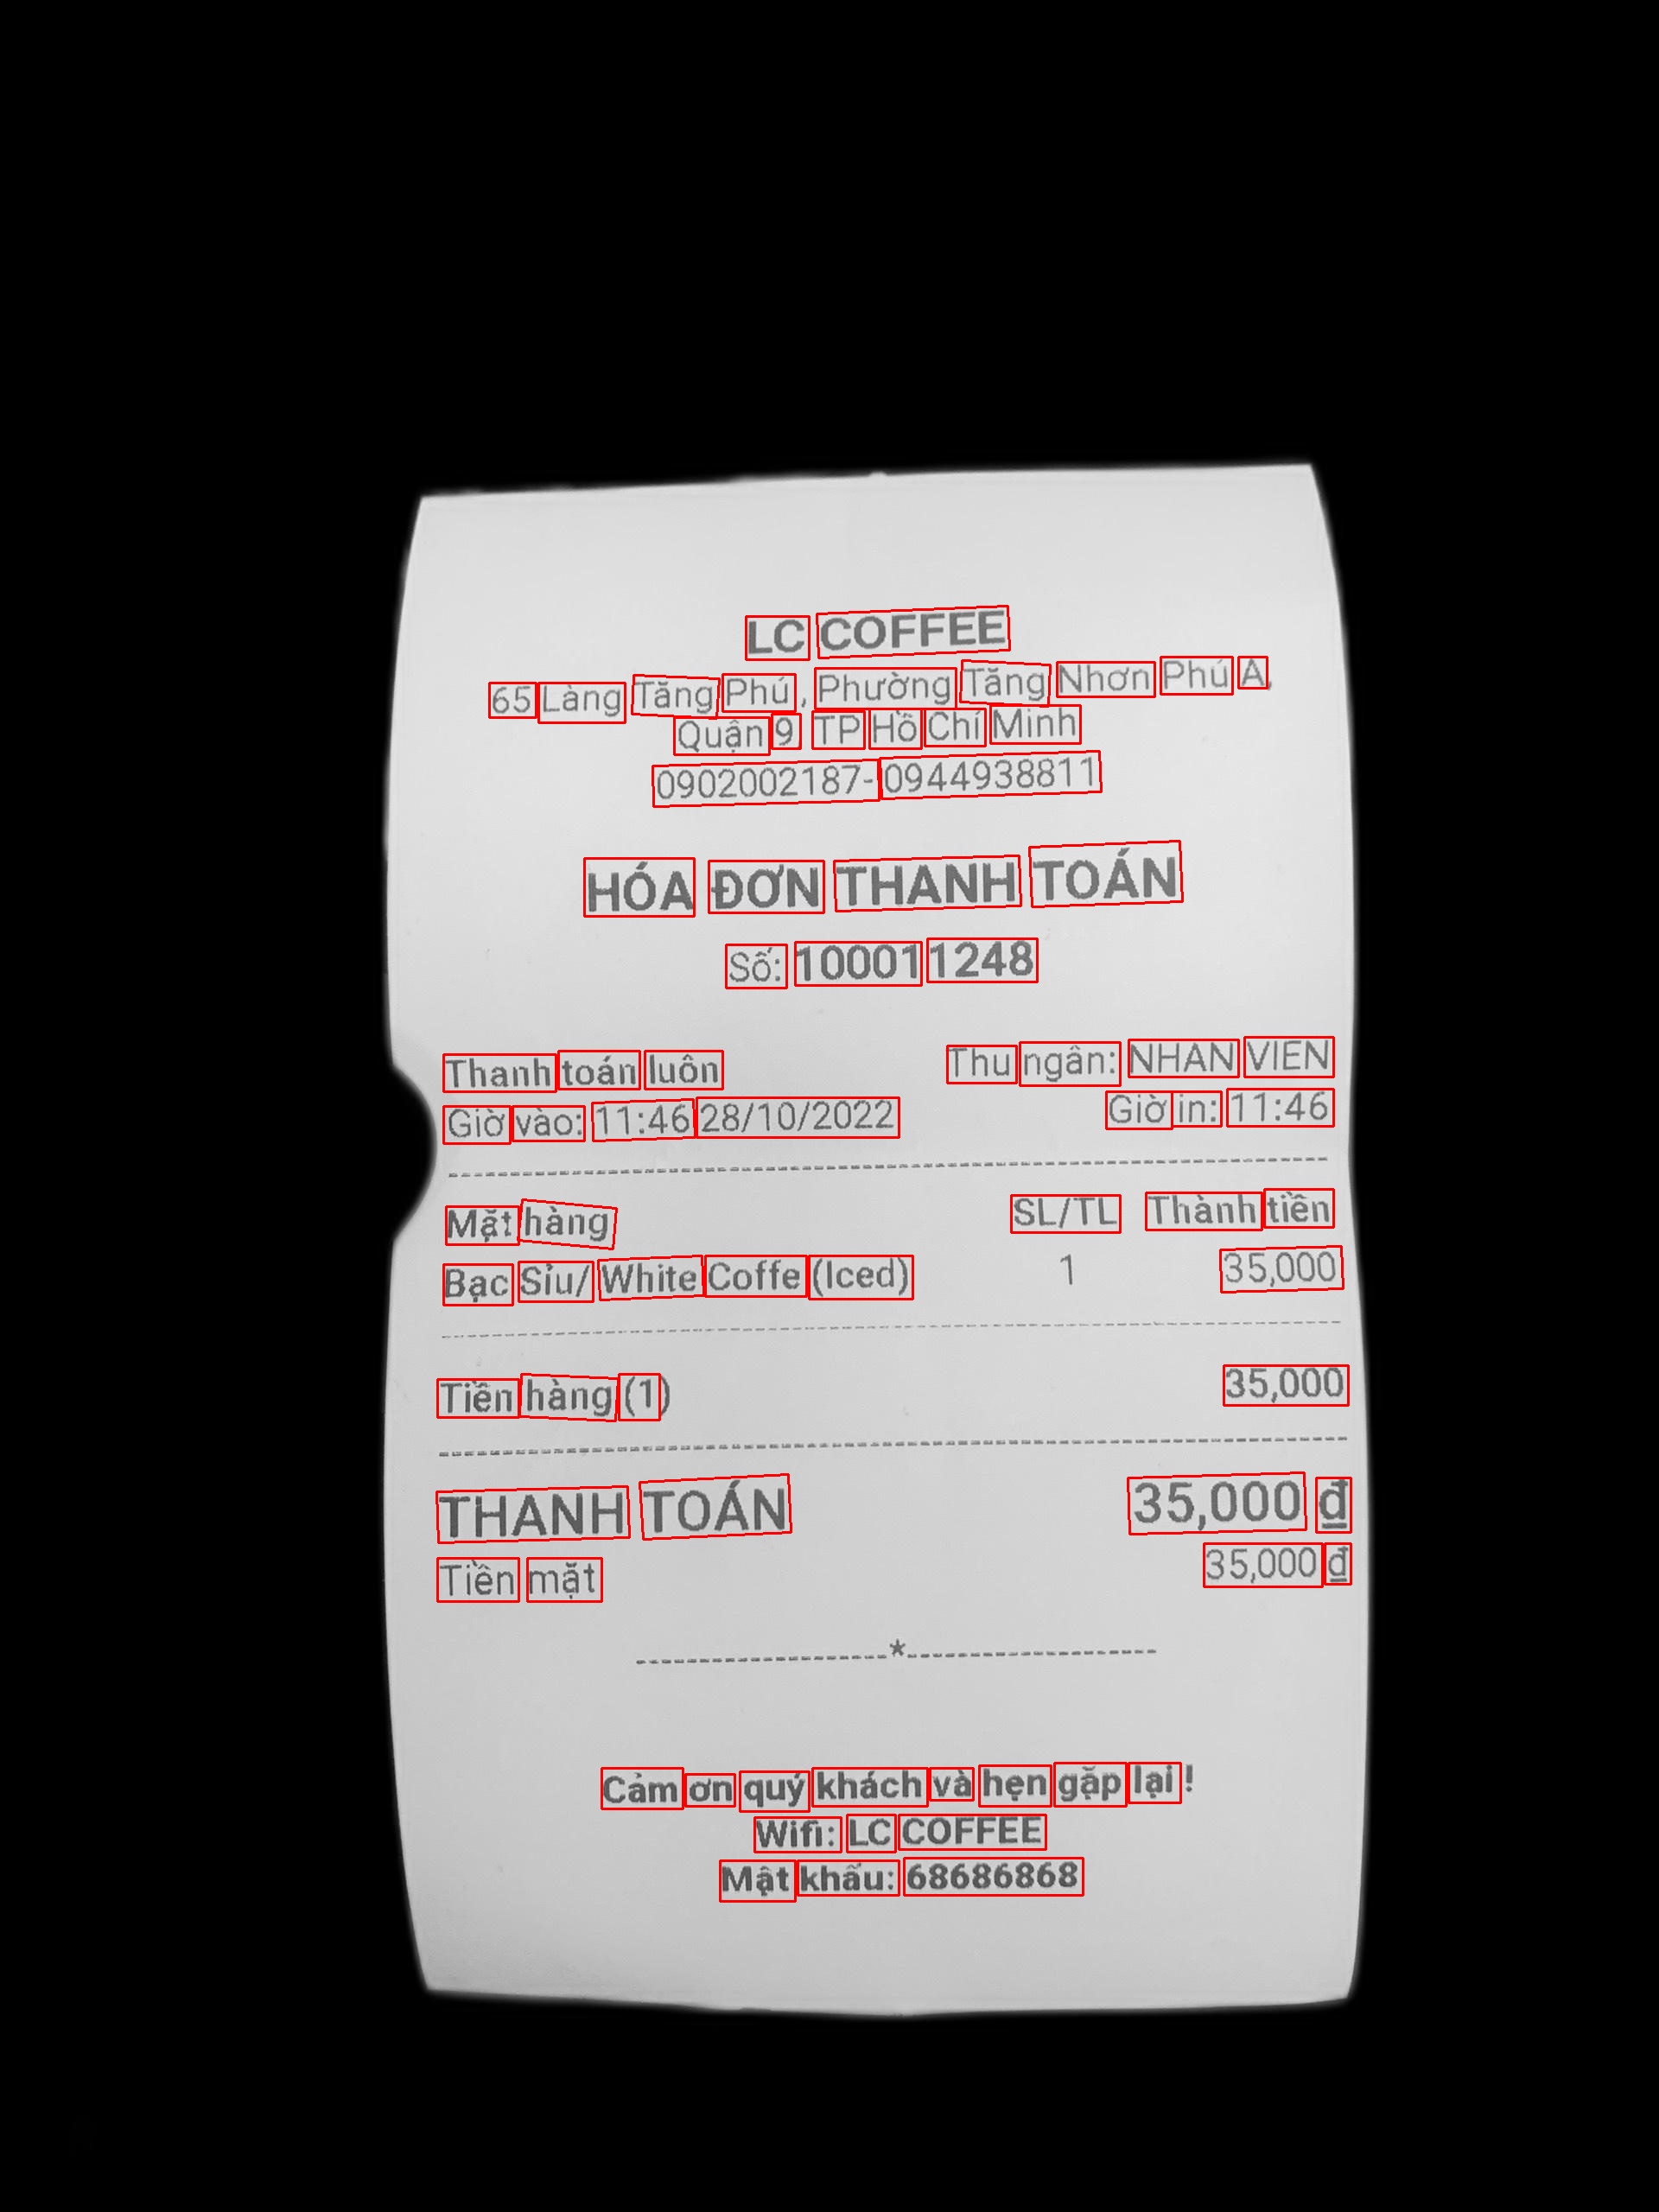 LC COFFEE
65 Làng Tăng Phú, Phường Tăng Nhơn Phú A,
Quận 9 TP Hồ Chí Minh
0902002187-0944938811
HÓA ĐƠN THANH TOÁN
Số: 100011248
Thanh toán luôn Thu ngân: NHAN VIEN
Giờ vào: 11:46 28/10/2022 Giờ in: 11:46
Mặt hàng SL/TL Thành tiền
Bạc Sỉu/ White Coffe (Iced) 1 35,000
Tiền hàng (1) 35,000
THANH TOÁN 35,000 đ
Tiền mặt 35,000 đ
--------------------*--------------------
Cảm ơn quý khách và hẹn gặp lại !
Wifi: LC COFFEE
Mật khẩu: 68686868